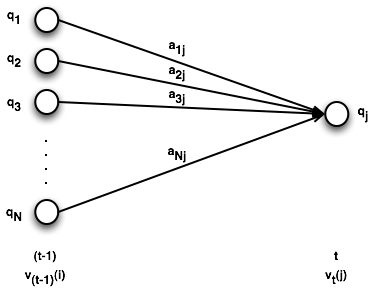 q1
a1j
q2
a2j
q3
a3j
qj
aNj
qN
(t-1) t
v(t-1)(i) vt(j)